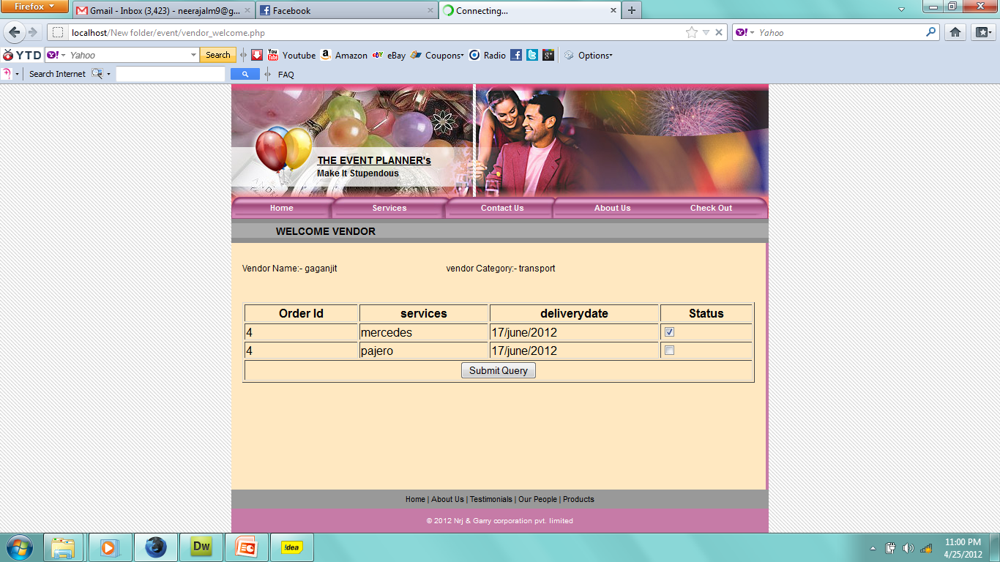 Firefox
Gmail - Inbox (3,423) - neerajalm9@g...
Facebook
Connecting...
localhost/New folder/event/vendor_welcome.php
Yahoo
YTD
Yahoo
Search
Youtube
Amazon
eBay
Coupons
Radio
Options
Search Internet
FAQ
THE EVENT PLANNER's
Make It Stupendous
Home
Services
Contact Us
About Us
Check Out
WELCOME VENDOR
Vendor Name:- gaganjit
vendor Category:- transport
Order Id services deliverydate Status
4 mercedes 17/june/2012
4 pajero 17/june/2012
Submit Query
Home | About Us | Testimonials | Our People | Products
© 2012 Nrj & Garry corporation pvt. limited
Dw
!dea
11:00 PM
4/25/2012